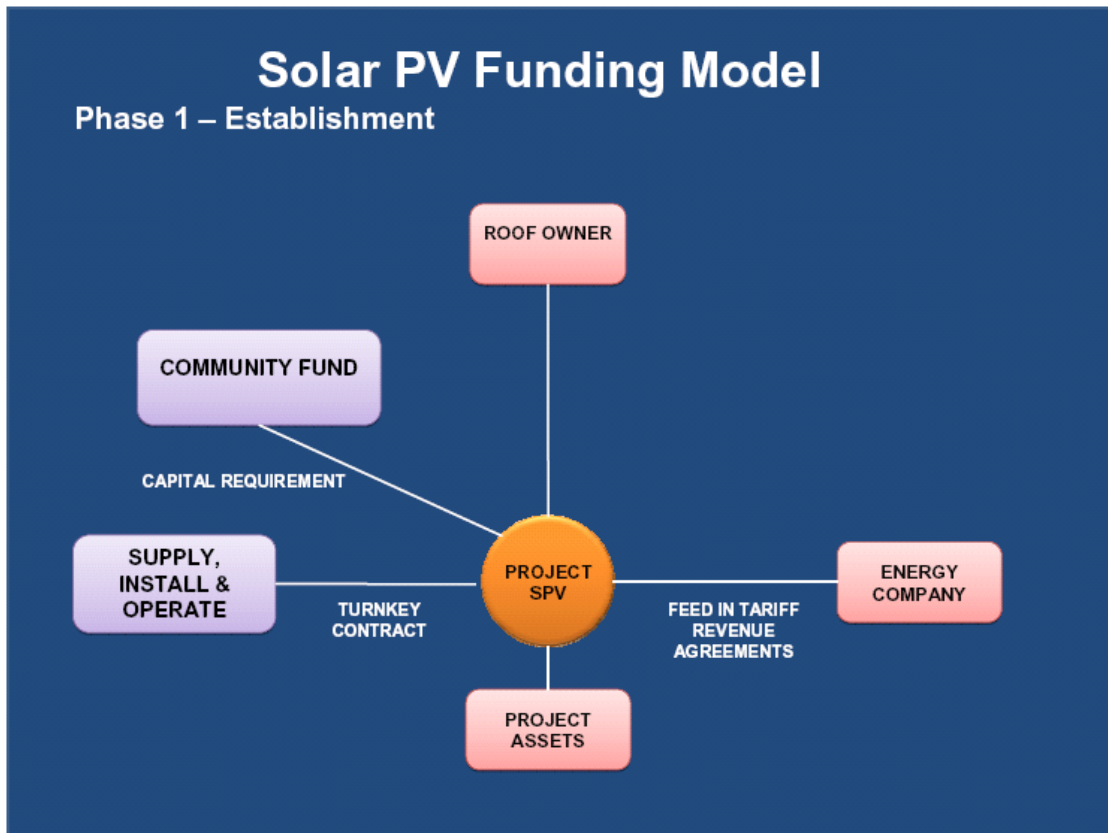 Solar PV Funding Model
Phase 1 – Establishment
ROOF OWNER
COMMUNITY FUND
CAPITAL REQUIREMENT
SUPPLY,
INSTALL &
OPERATE
TURNKEY
CONTRACT
PROJECT
SPV
FEED IN TARIFF
REVENUE
AGREEMENTS
ENERGY
COMPANY
PROJECT
ASSETS